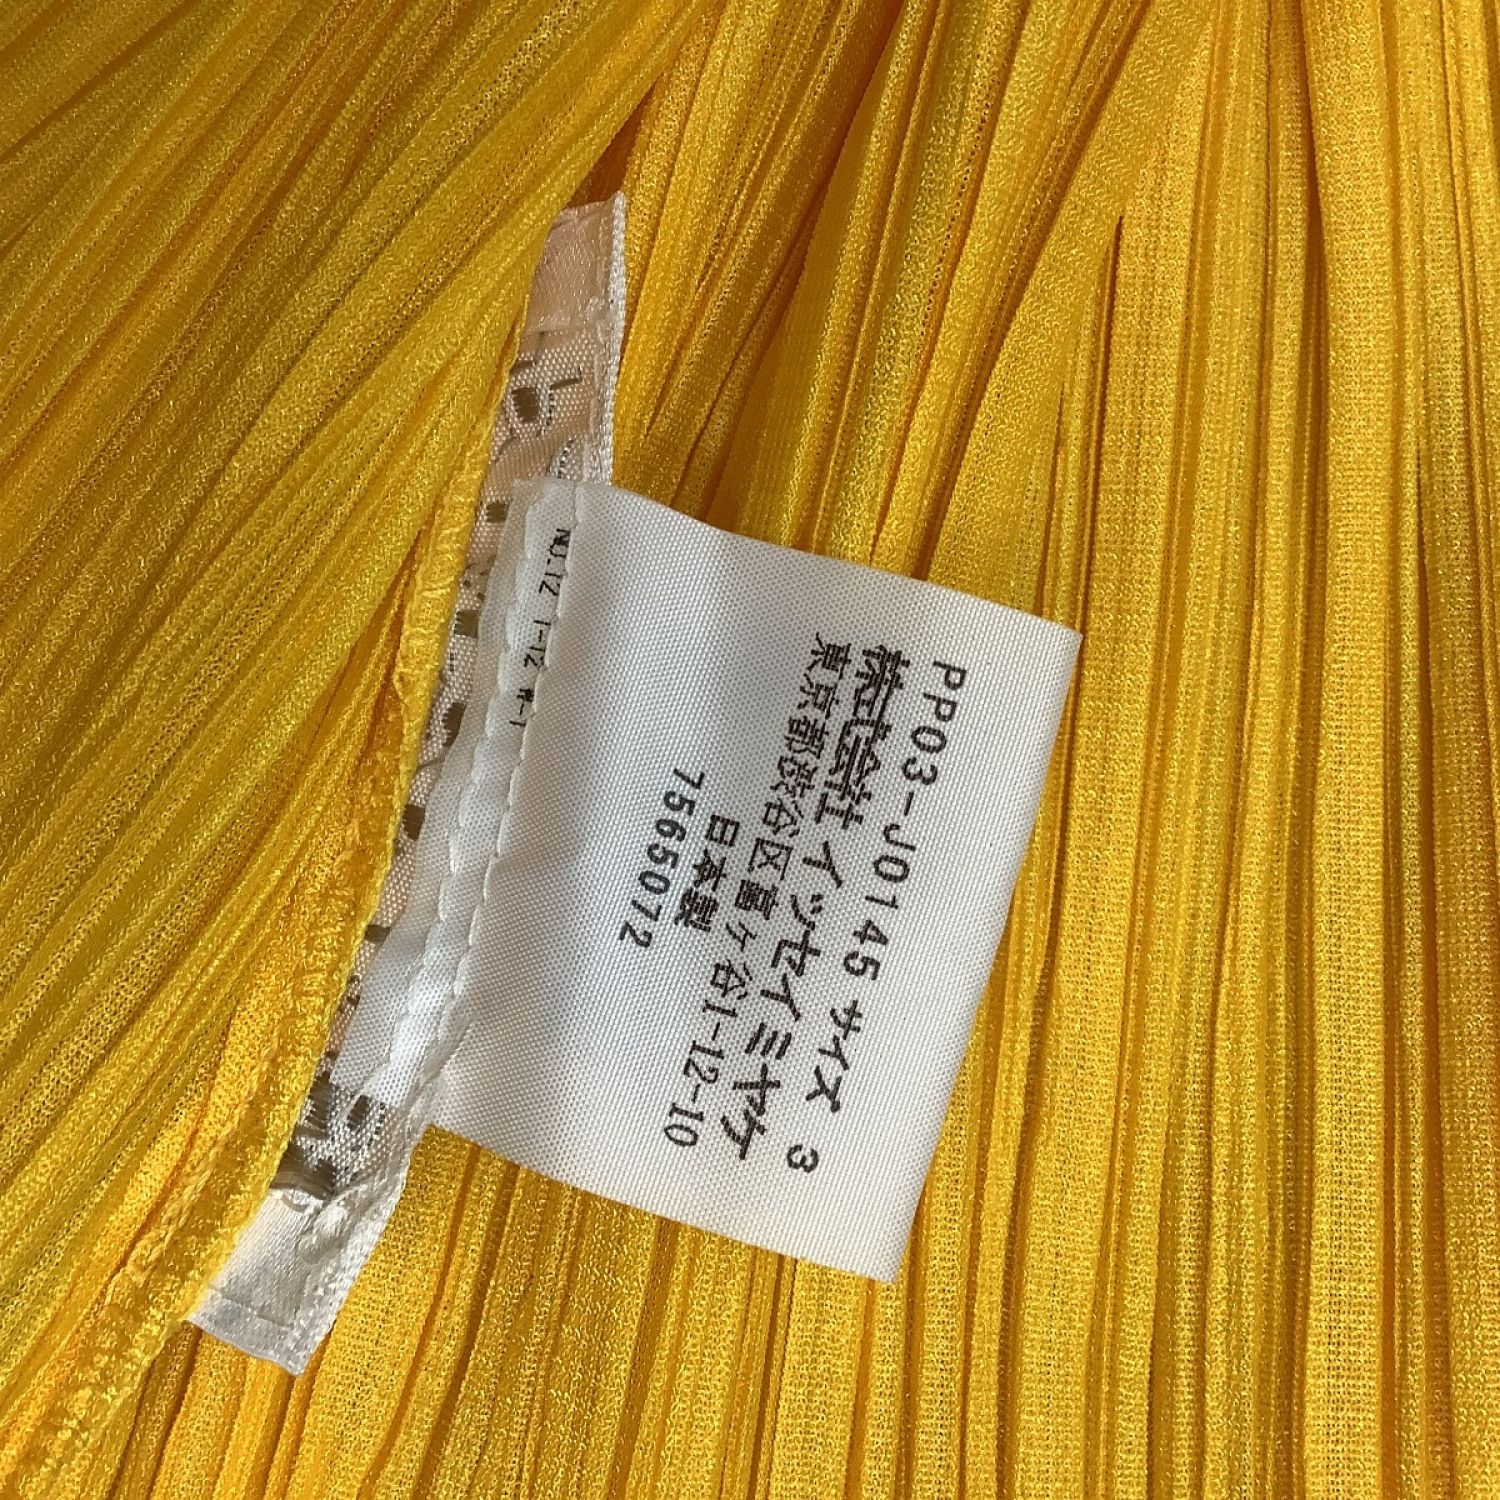 PP03-J0145 サイズ 3
株式会社 イッセイミヤケ
東京都渋谷区富ヶ谷1-12-10
日本製
7565072